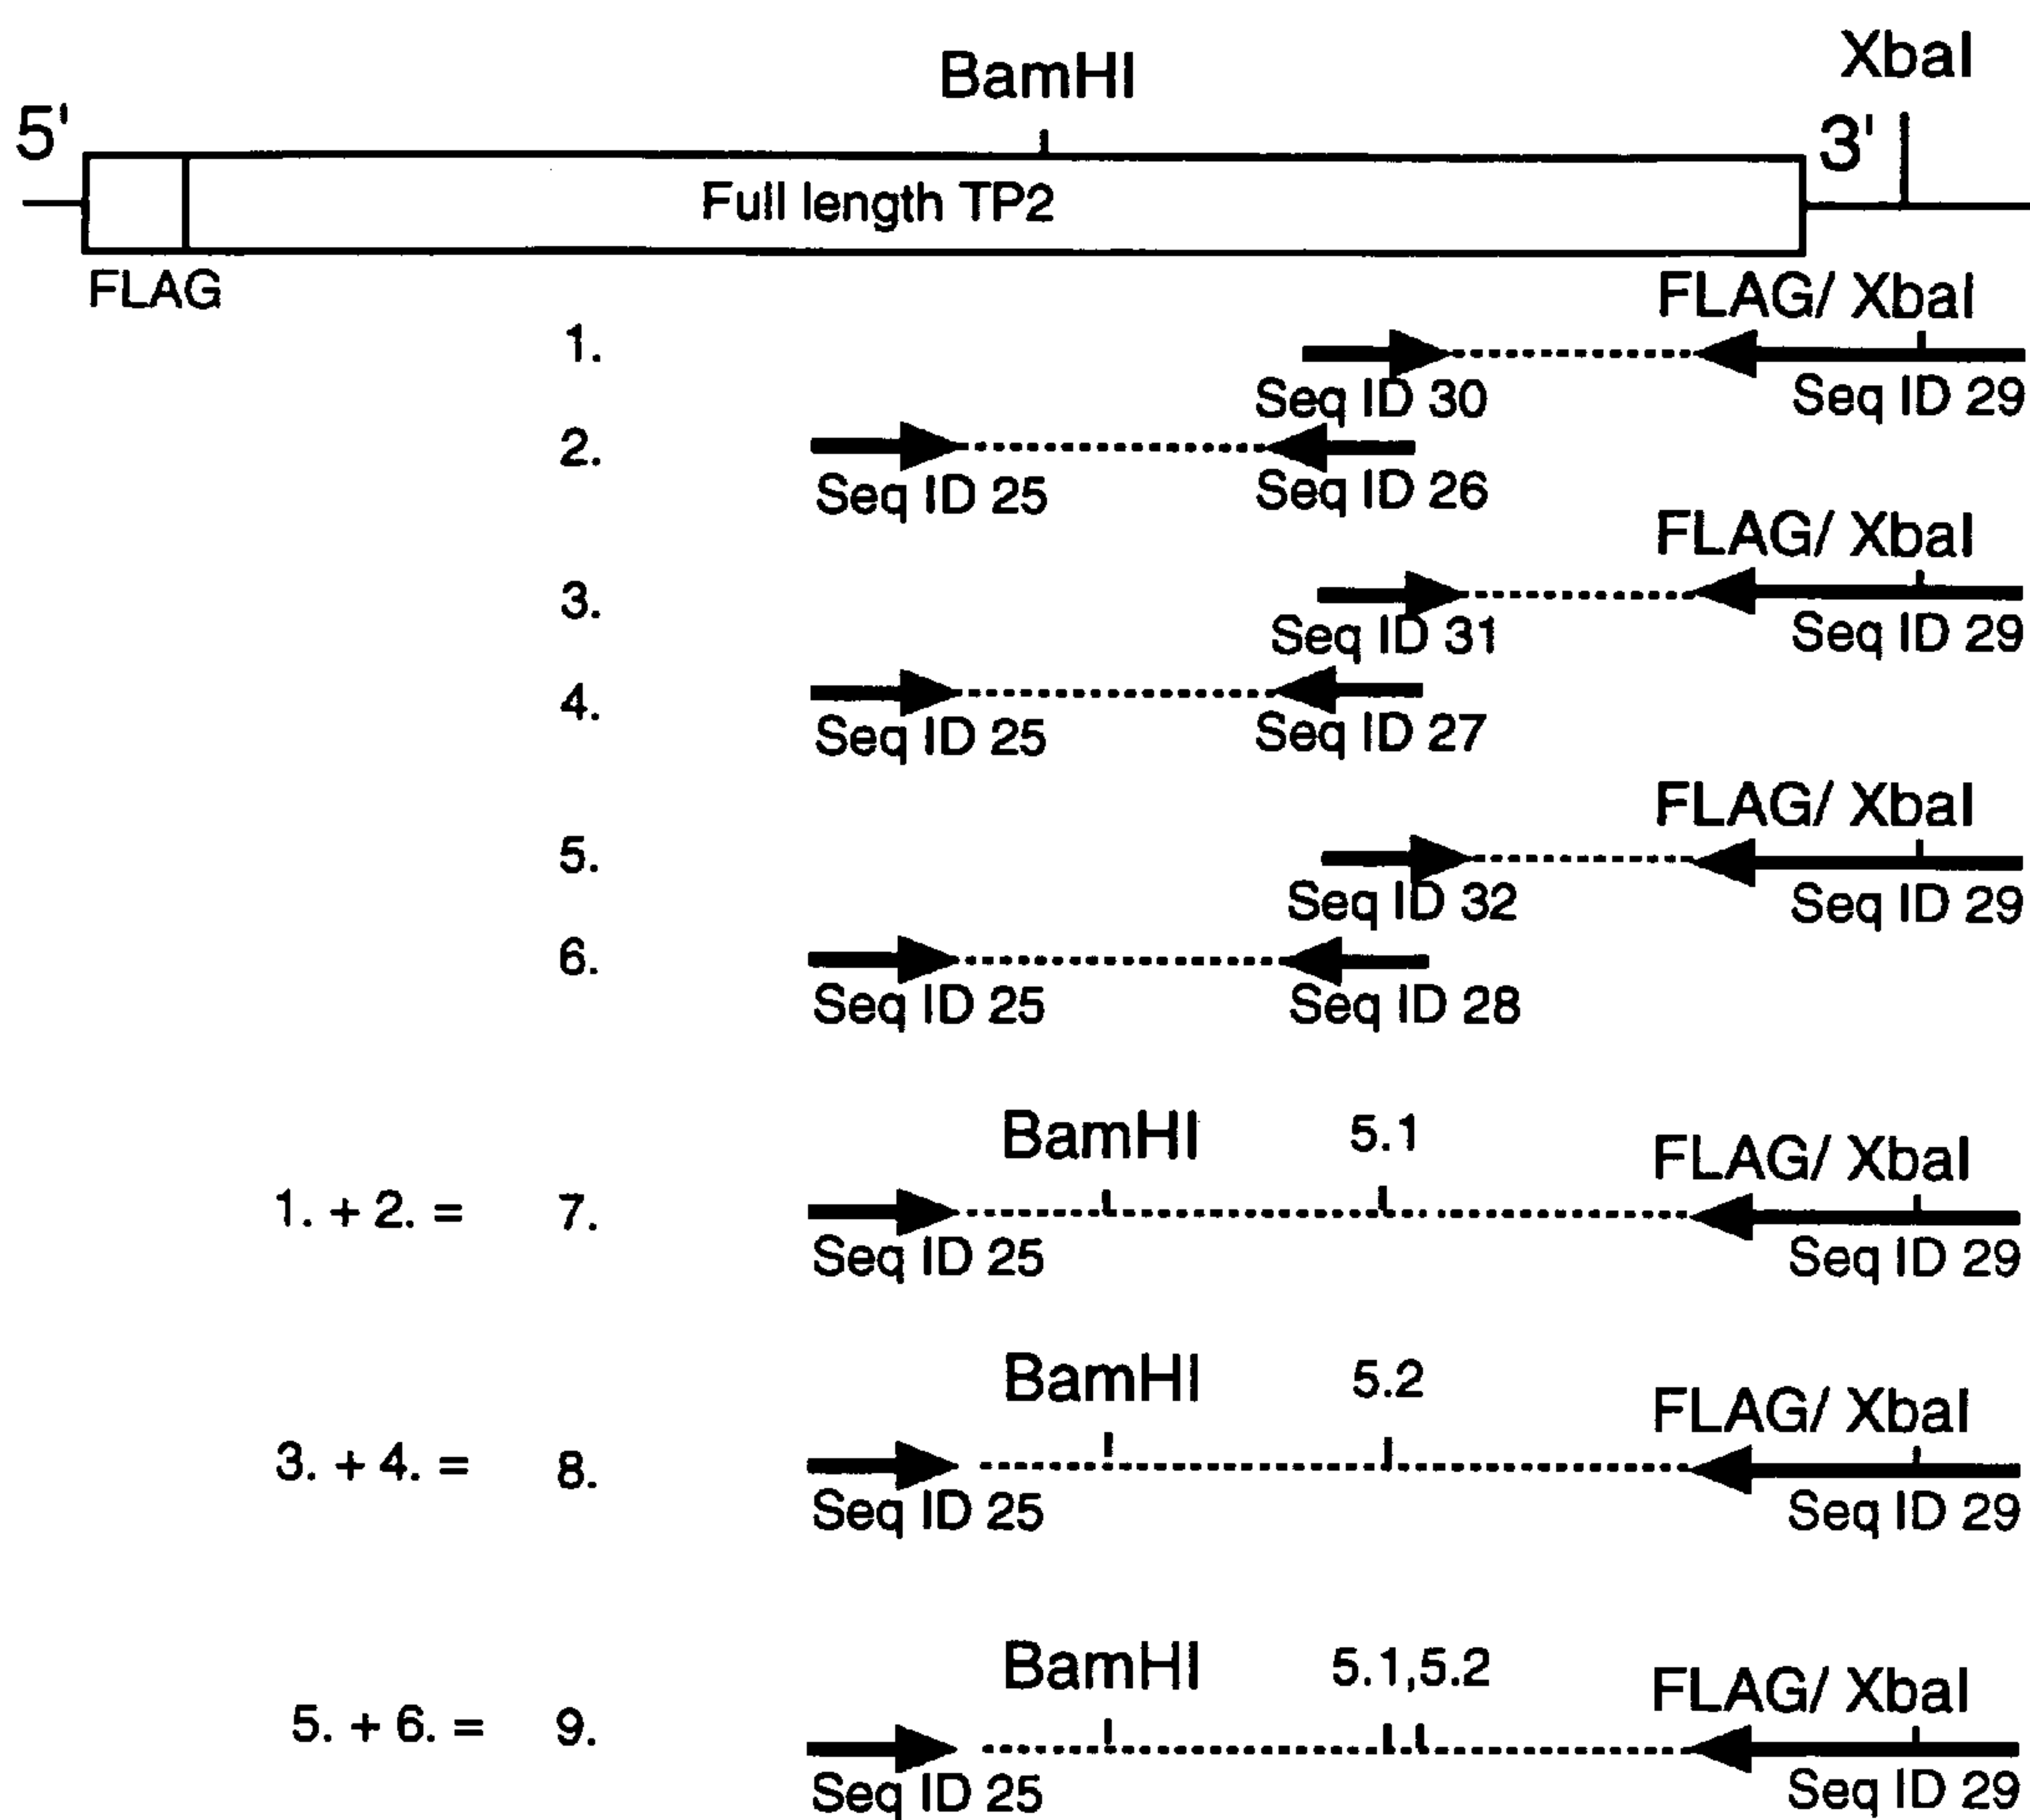 BamHI
XbaI
5'
3'
Full length TP2
FLAG
FLAG/ XbaI
1.
Seq ID 30
Seq ID 29
2.
Seq ID 25
Seq ID 26
FLAG/ XbaI
3.
Seq ID 31
Seq ID 29
4.
Seq ID 25
Seq ID 27
FLAG/ XbaI
5.
Seq ID 32
Seq ID 29
6.
Seq ID 25
Seq ID 28
BamHI
5.1
FLAG/ XbaI
1. + 2. =
7.
Seq ID 25
Seq ID 29
BamHI
5.2
FLAG/ XbaI
3. + 4. =
8.
Seq ID 25
Seq ID 29
BamHI
5.1,5.2
FLAG/ XbaI
5. + 6. =
9.
Seq ID 25
Seq ID 29